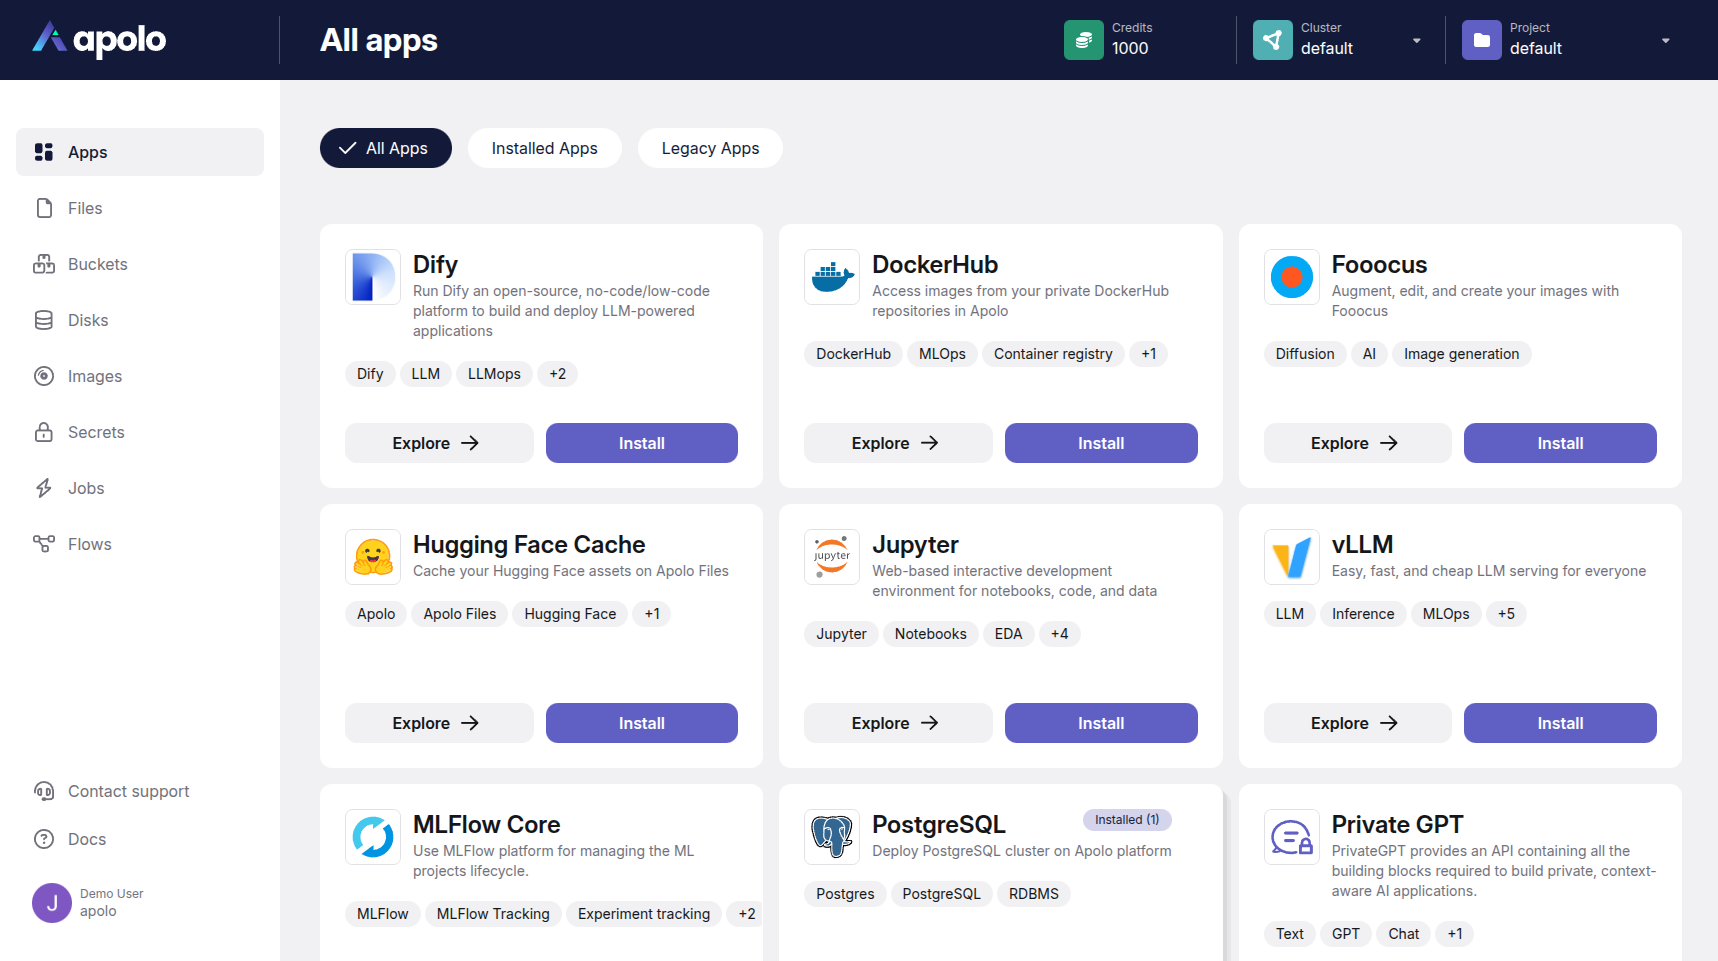 apolo
All apps
Credits
1000
Cluster
default
Project
default
Apps
Files
Buckets
Disks
Images
Secrets
Jobs
Flows
Contact support
Docs
J
Demo User
apolo
All Apps
Installed Apps
Legacy Apps
Dify
Run Dify an open-source, no-code/low-code
platform to build and deploy LLM-powered
applications
Dify
LLM
LLMops
+2
Explore
Install
DockerHub
Access images from your private DockerHub
repositories in Apolo
DockerHub
MLOps
Container registry
+1
Explore
Install
Fooocus
Augment, edit, and create your images with
Fooocus
Diffusion
AI
Image generation
Explore
Install
Hugging Face Cache
Cache your Hugging Face assets on Apolo Files
Apolo
Apolo Files
Hugging Face
+1
Explore
Install
jupyter
Jupyter
Web-based interactive development
environment for notebooks, code, and data
Jupyter
Notebooks
EDA
+4
Explore
Install
vLLM
Easy, fast, and cheap LLM serving for everyone
LLM
Inference
MLOps
+5
Explore
Install
MLFlow Core
Use MLFlow platform for managing the ML
projects lifecycle.
MLFlow
MLFlow Tracking
Experiment tracking
+2
PostgreSQL
Installed (1)
Deploy PostgreSQL cluster on Apolo platform
Postgres
PostgreSQL
RDBMS
Private GPT
PrivateGPT provides an API containing all the
building blocks required to build private, context-
aware AI applications.
Text
GPT
Chat
+1